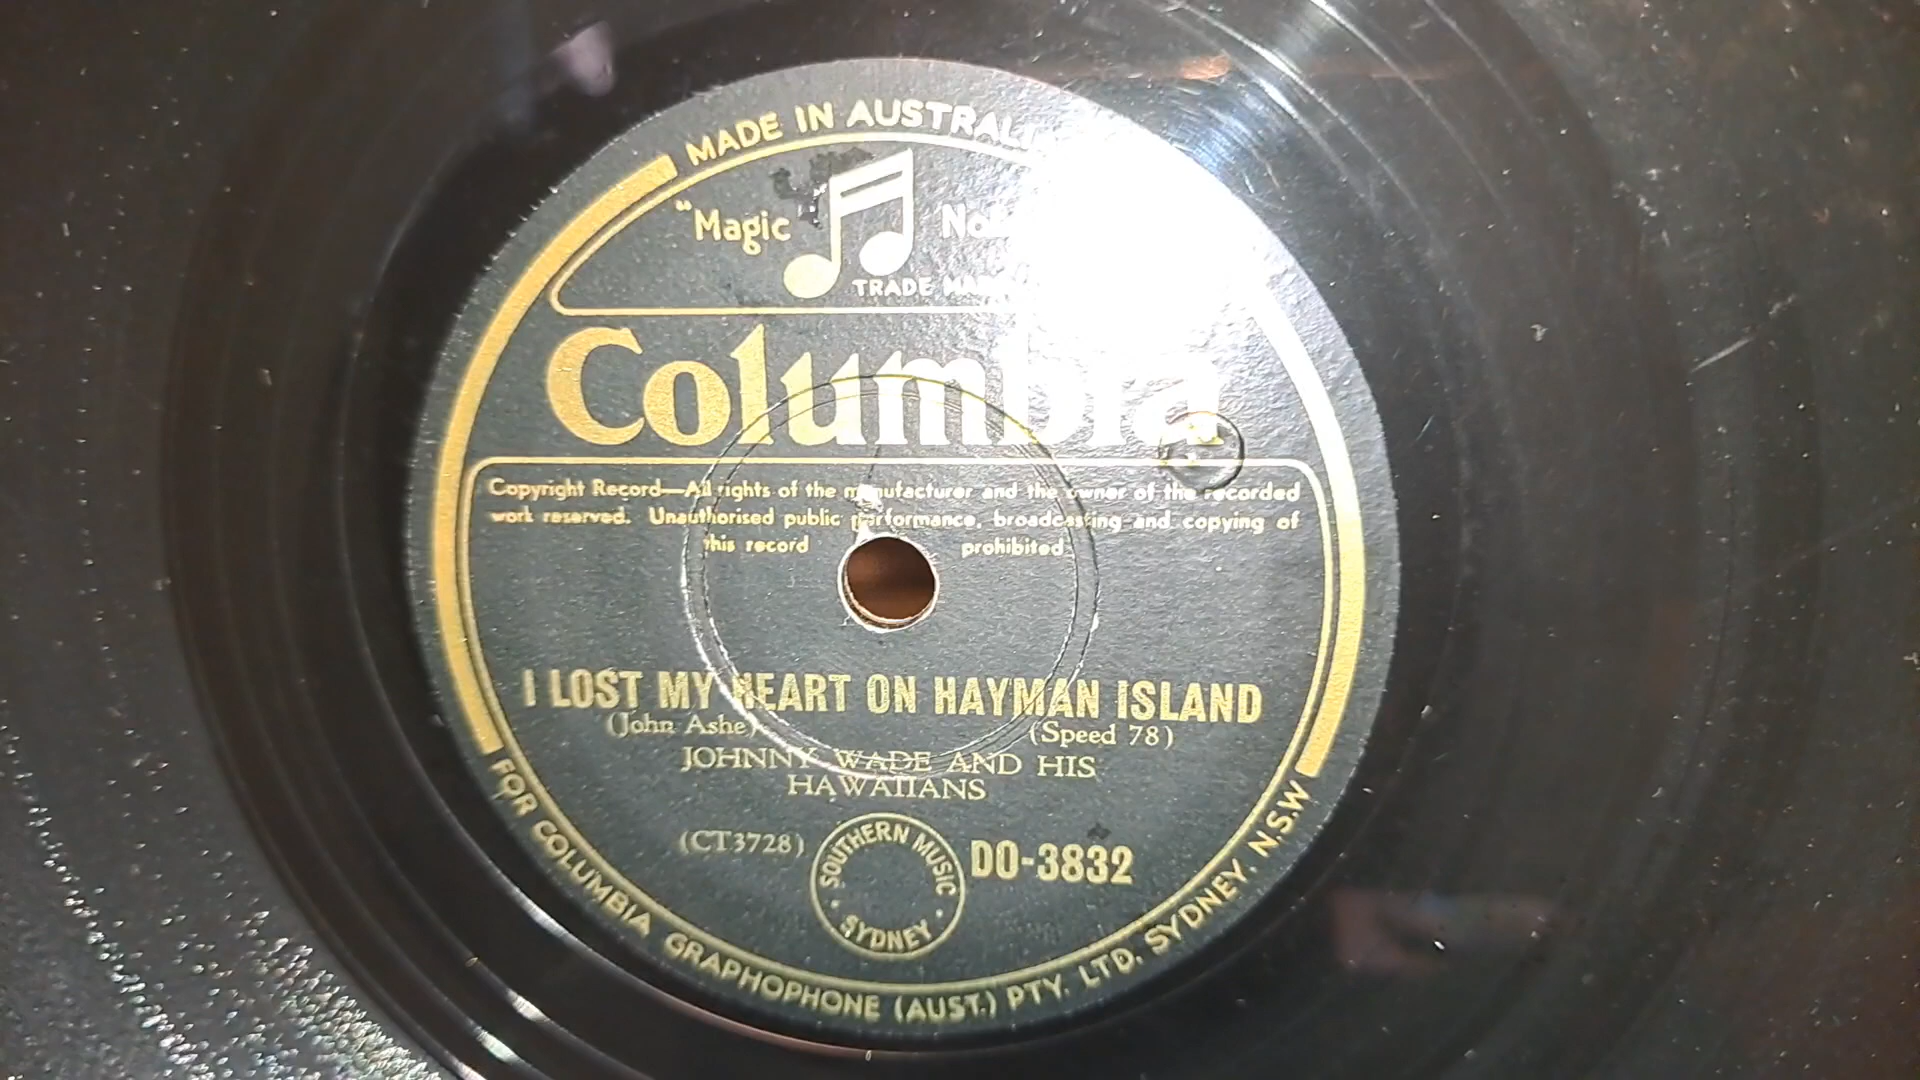 MADE IN AUSTRALI
"Magic
TRADE
Columbia
Copyright Record—All rights of the manufacturer and the owner of the recorded
work reserved. Unauthorised public performance, broadcasting and copying of
this record prohibited
I LOST MY HEART ON HAYMAN ISLAND
(John Ashe) (Speed 78)
JOHNNY WADE AND HIS
HAWAIIANS
(CT3728) DO-3832
SOUTHERN MUSIC
· SYDNEY ·
FOR COLUMBIA GRAPHOPHONE (AUST.) PTY. LTD. SYDNEY. N.S.W